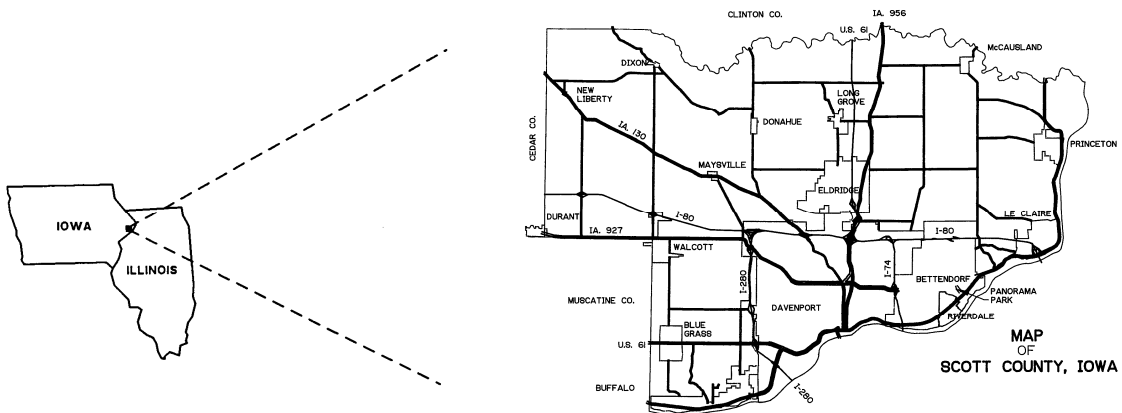 IOWA
ILLINOIS
CLINTON CO.
IA. 956
U.S. 61
McCAUSLAND
DIXON
NEW
LIBERTY
LONG
GROVE
DONAHUE
CEDAR CO.
IA. 130
PRINCETON
MAYSVILLE
ELDRIDGE
DURANT
I-80
LE CLAIRE
IA. 927
I-80
WALCOTT
I-280
I-74
BETTENDORF
PANORAMA
PARK
MUSCATINE CO.
DAVENPORT
RIVERDALE
BLUE
GRASS
U.S. 61
BUFFALO
I-280
MAP
OF
SCOTT COUNTY, IOWA